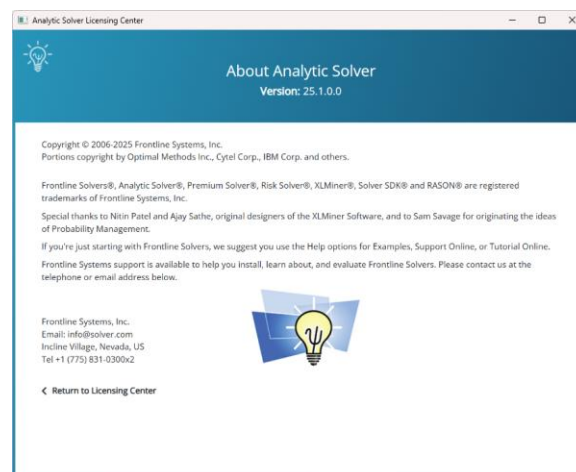 Analytic Solver Licensing Center
About Analytic Solver
Version: 25.1.0.0
Copyright © 2006-2025 Frontline Systems, Inc.
Portions copyright by Optimal Methods Inc., Cytel Corp., IBM Corp. and others.
Frontline Solvers®, Analytic Solver®, Premium Solver®, Risk Solver®, XLMiner®, Solver SDK® and RASON® are registered
trademarks of Frontline Systems, Inc.
Special thanks to Nitin Patel and Ajay Sathe, original designers of the XLMiner Software, and to Sam Savage for originating the ideas
of Probability Management.
If you're just starting with Frontline Solvers, we suggest you use the Help options for Examples, Support Online, or Tutorial Online.
Frontline Systems support is available to help you install, learn about, and evaluate Frontline Solvers. Please contact us at the
telephone or email address below.
Frontline Systems, Inc.
Email: info@solver.com
Incline Village, Nevada, US
Tel +1 (775) 831-0300x2
Return to Licensing Center